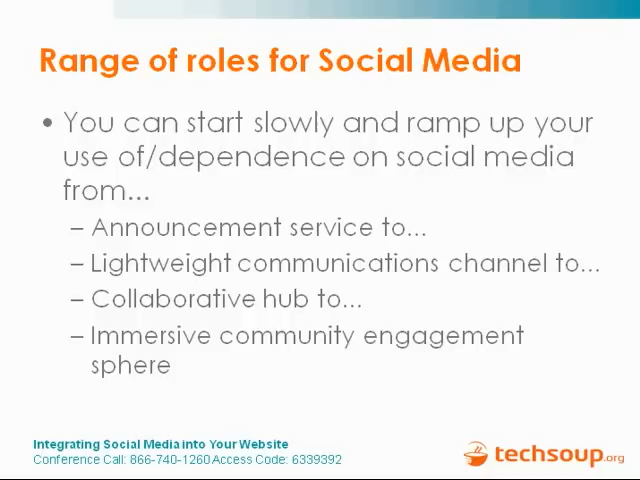 Range of roles for Social Media
• You can start slowly and ramp up your
use of/dependence on social media
from...
– Announcement service to...
– Lightweight communications channel to...
– Collaborative hub to...
– Immersive community engagement
sphere
Integrating Social Media into Your Website
Conference Call: 866-740-1260 Access Code: 6339392
techsoup.org